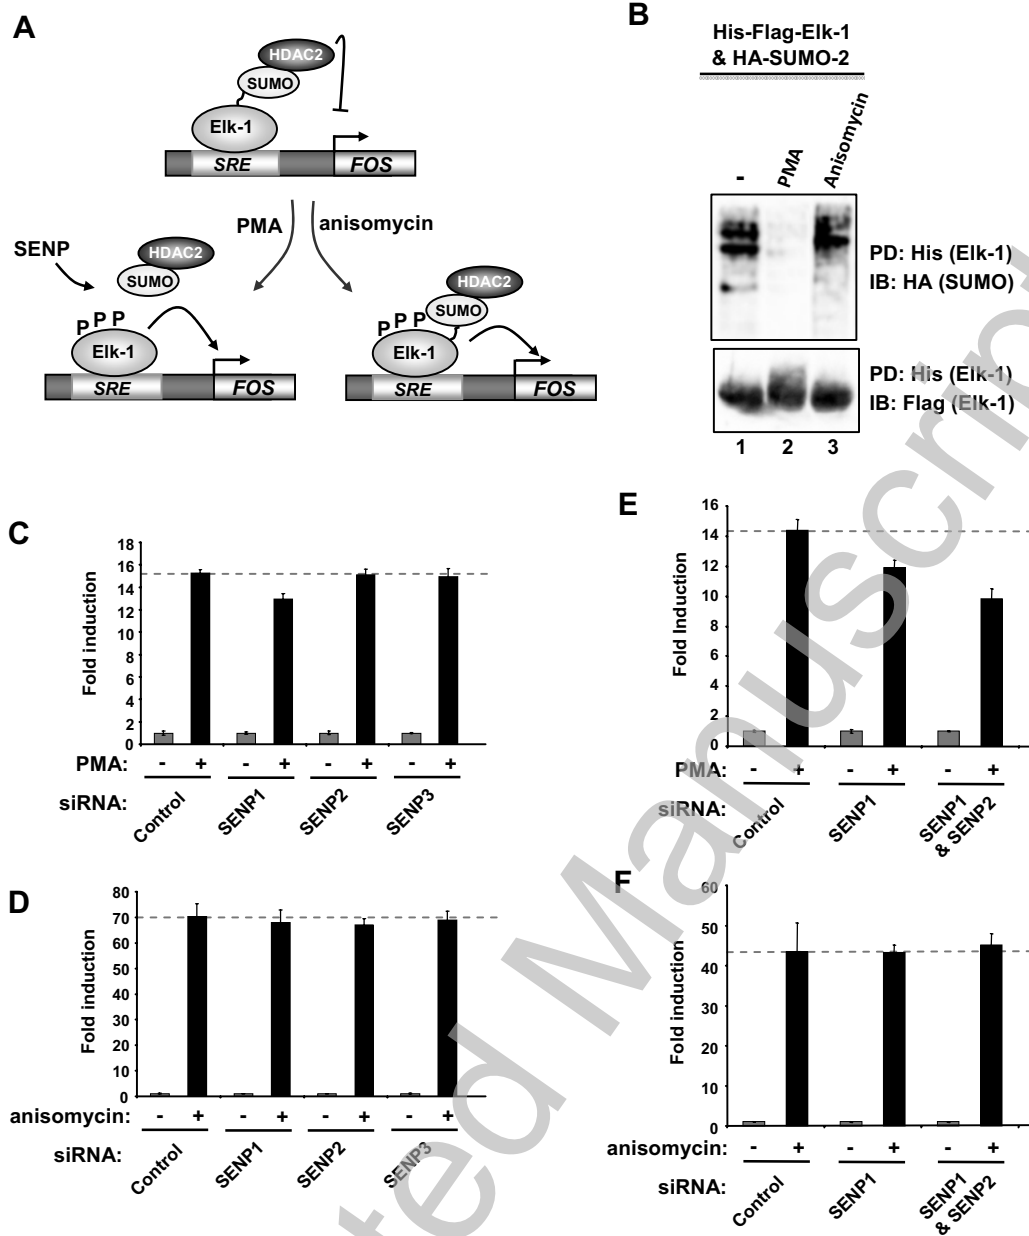 A
HDAC2
SUMO
Elk-1
SRE
FOS
PMA
anisomycin
SENP
HDAC2
SUMO
P P P
Elk-1
SRE
FOS
HDAC2
SUMO
P P P
Elk-1
SRE
FOS
B
His-Flag-Elk-1
& HA-SUMO-2
-
PMA
Anisomycin
PD: His (Elk-1)
IB: HA (SUMO)
PD: His (Elk-1)
IB: Flag (Elk-1)
1 2 3
C
Fold induction
18
16
14
12
10
8
6
4
2
0
PMA: - + - + - + - +
siRNA:
Control
SENP1
SENP2
SENP3
D
Fold induction
80
70
60
50
40
30
20
10
0
anisomycin: - + - + - + - +
siRNA:
Control
SENP1
SENP2
SENP3
E
Fold Induction
16
14
12
10
8
6
4
2
0
PMA: - + - + - +
siRNA:
Control
SENP1
SENP1
& SENP2
F
Fold induction
60
50
40
30
20
10
0
anisomycin: - + - + - +
siRNA:
Control
SENP1
SENP1
& SENP2
ted Manuscript